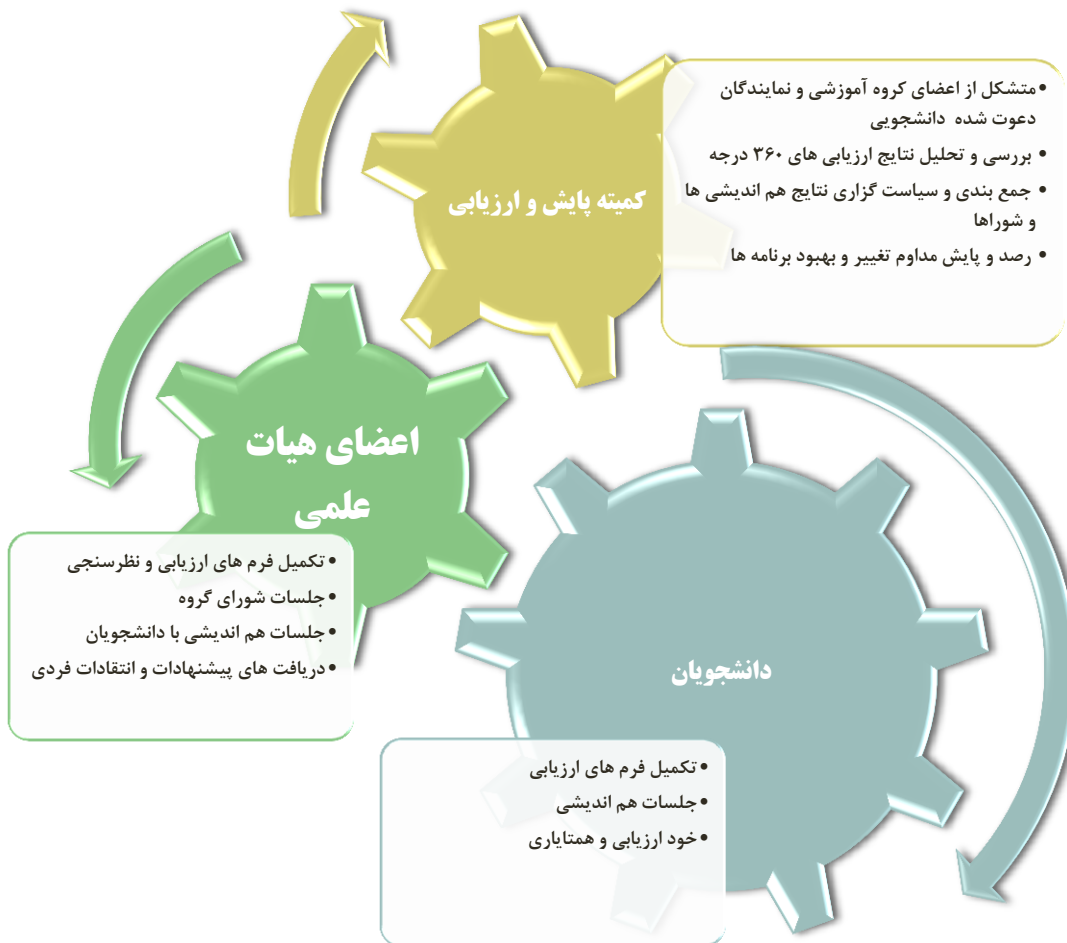 کمیته پایش و ارزیابی
•متشکل از اعضای کروه آموزشی و نمایندگان
دعوت شده دانشجویی
• بررسی و تحلیل نتایج ارزیابی های ۳۶۰ درجه
• جمع بندی و سیاست گزاری نتایج هم اندیشی ها
و شوراها
• رصد و پایش مداوم تغییر و بهبود برنامه ها
اعضای هیات
علمی
• تکمیل فرم های ارزیابی و نظرسنجی
• جلسات شورای گروه
• جلسات هم اندیشی با دانشجویان
• دریافت های پیشنهادات و انتقادات فردی
دانشجویان
• تکمیل فرم های ارزیابی
• جلسات هم اندیشی
• خود ارزیابی و همتایاری